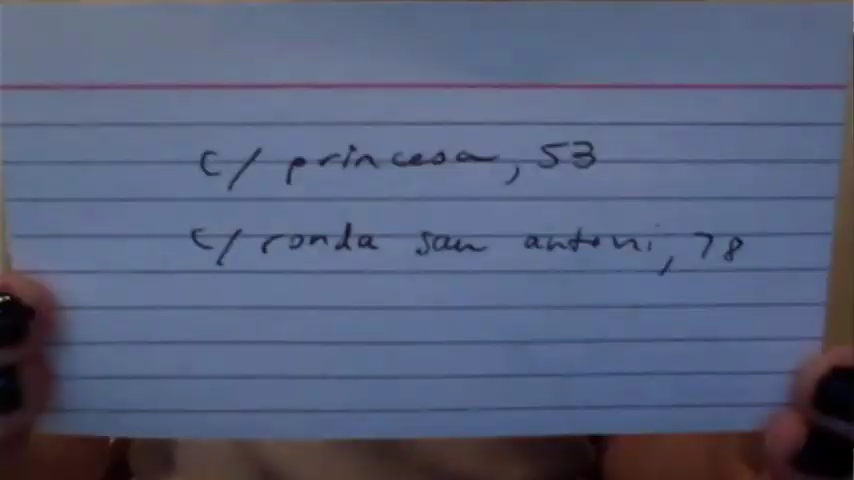 c/ princesa, 53
c/ ronda san antoni, 78